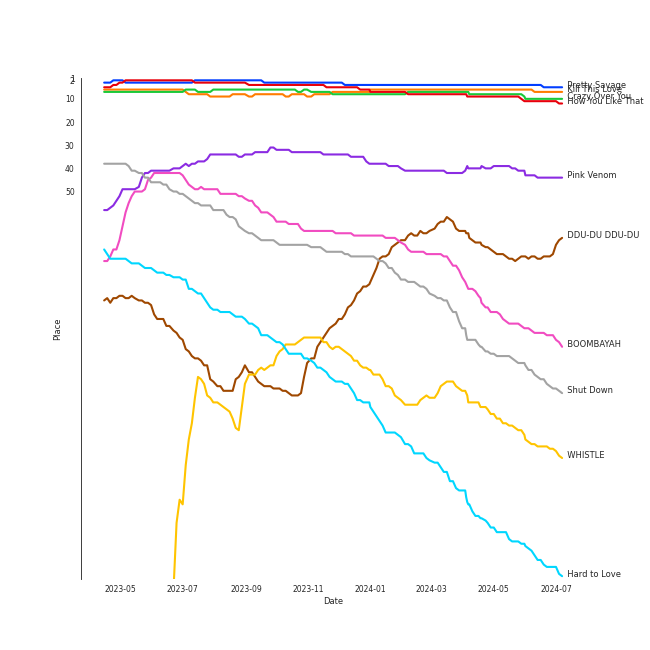 1
2
10
20
30
40
50
Place
Pretty Savage
Kill This Love
Crazy Over You
How You Like That
Pink Venom
DDU-DU DDU-DU
BOOMBAYAH
Shut Down
WHISTLE
Hard to Love
2023-05 2023-07 2023-09 2023-11 2024-01 2024-03 2024-05 2024-07
Date